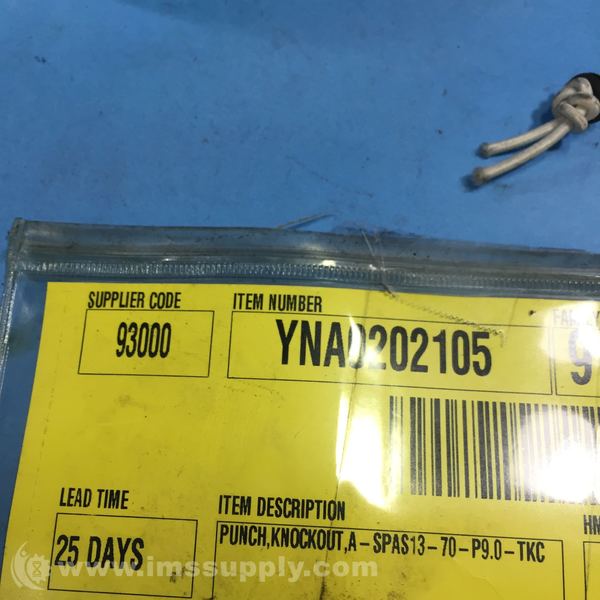 SUPPLIER CODE
ITEM NUMBER
93000
YNA0202105
9
LEAD TIME
ITEM DESCRIPTION
25 DAYS
PUNCH,KNOCKOUT,A-SPAS13-70-P9.0-TKC
www.imssupply.com